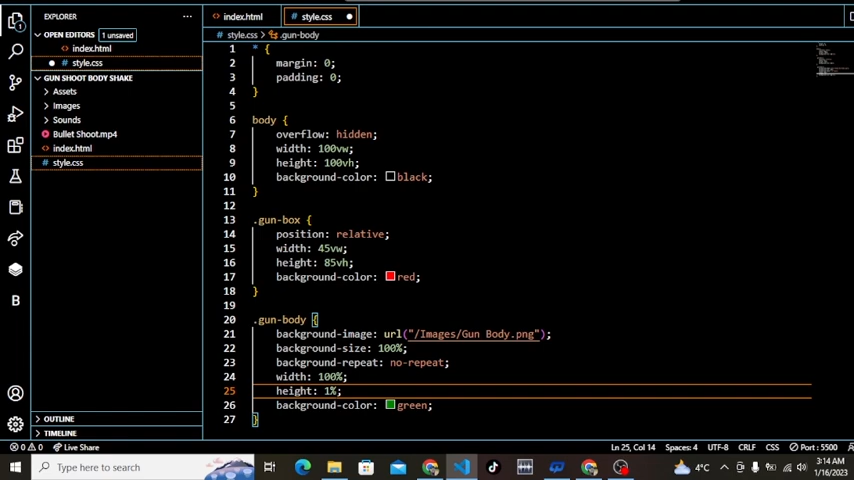 EXPLORER
OPEN EDITORS 1 unsaved
index.html
style.css
GUN SHOOT BODY SHAKE
Assets
Images
Sounds
Bullet Shoot.mp4
index.html
style.css
OUTLINE
TIMELINE
index.html style.css
style.css > .gun-body
1 * {
2 margin: 0;
3 padding: 0;
4 }
5
6 body {
7 overflow: hidden;
8 width: 100vw;
9 height: 100vh;
10 background-color: black;
11 }
12
13 .gun-box {
14 position: relative;
15 width: 45vw;
16 height: 85vh;
17 background-color: red;
18 }
19
20 .gun-body {
21 background-image: url("/Images/Gun Body.png");
22 background-size: 100%;
23 background-repeat: no-repeat;
24 width: 100%;
25 height: 1%;
26 background-color: green;
27 }
0 0 Live Share Ln 25, Col 14 Spaces: 4 UTF-8 CRLF CSS Port : 5500
Type here to search 4°C 3:14 AM
1/16/2023